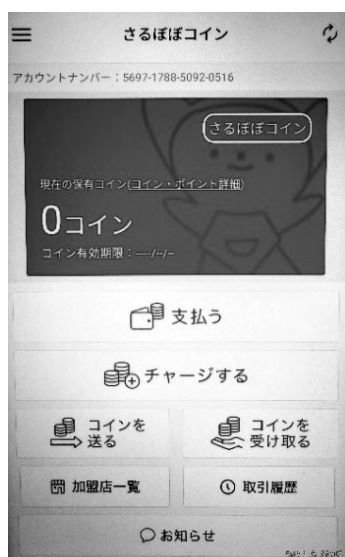 さるぼぼコイン
アカウントナンバー：5697-1788-5092-0516
さるぼぼコイン
現在の保有コイン(コイン・ポイント詳細)
0コイン
コイン有効期限：----/--/--
支払う
チャージする
コインを
送る
コインを
受け取る
加盟店一覧
取引履歴
お知らせ